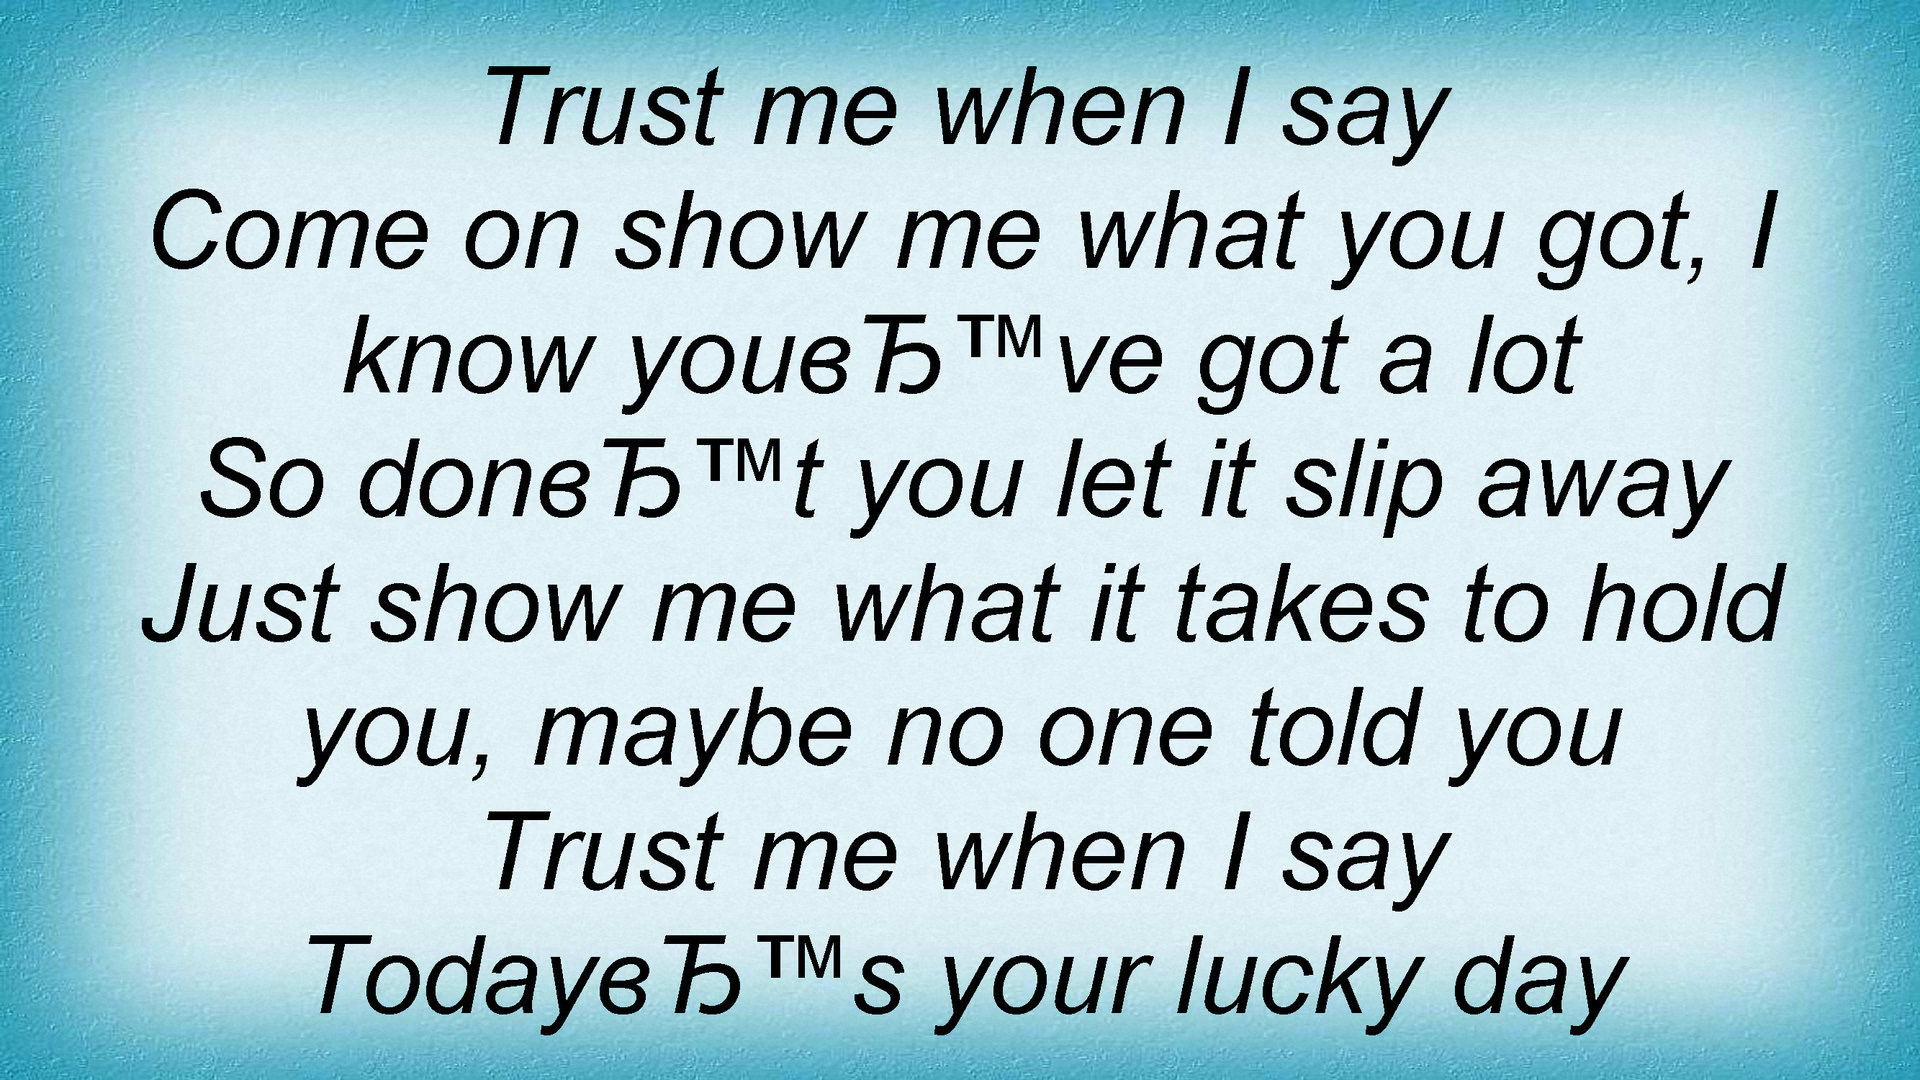 Trust me when I say
Come on show me what you got, I
know youвЂ™ve got a lot
So donвЂ™t you let it slip away
Just show me what it takes to hold
you, maybe no one told you
Trust me when I say
TodayвЂ™s your lucky day